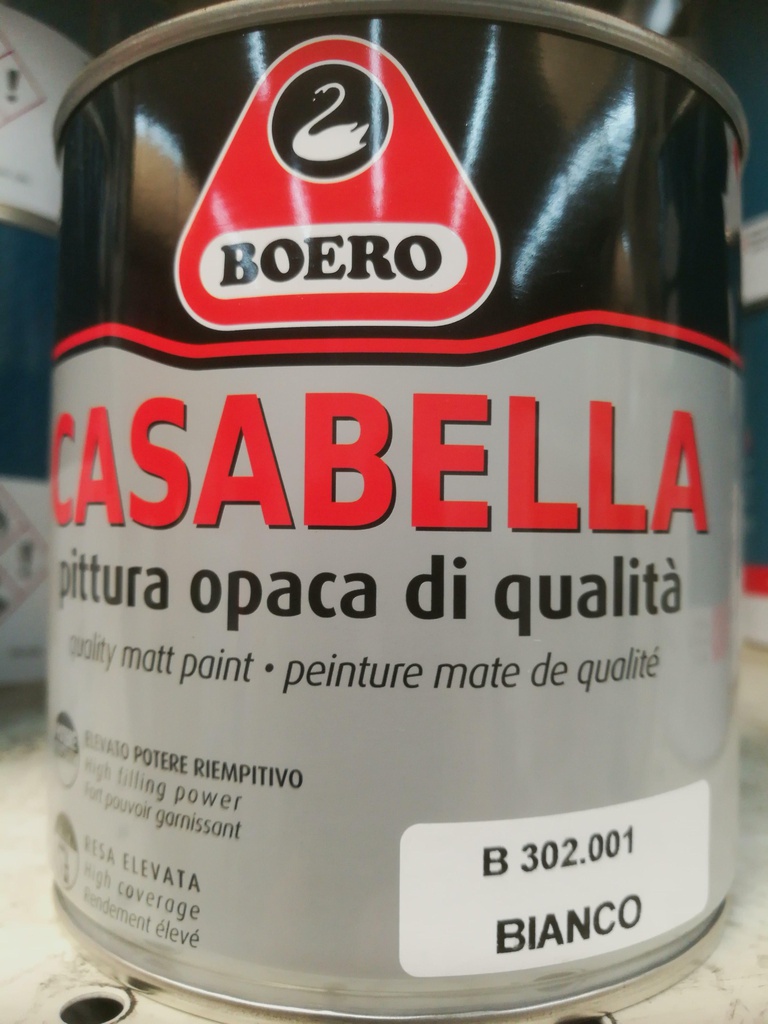 BOERO
CASABELLA
pittura opaca di qualità
quality matt paint • peinture mate de qualité
ELEVATO POTERE RIEMPITIVO
High filling power
Fort pouvoir garnissant
RESA ELEVATA
High coverage
Rendement élevé
B 302.001
BIANCO